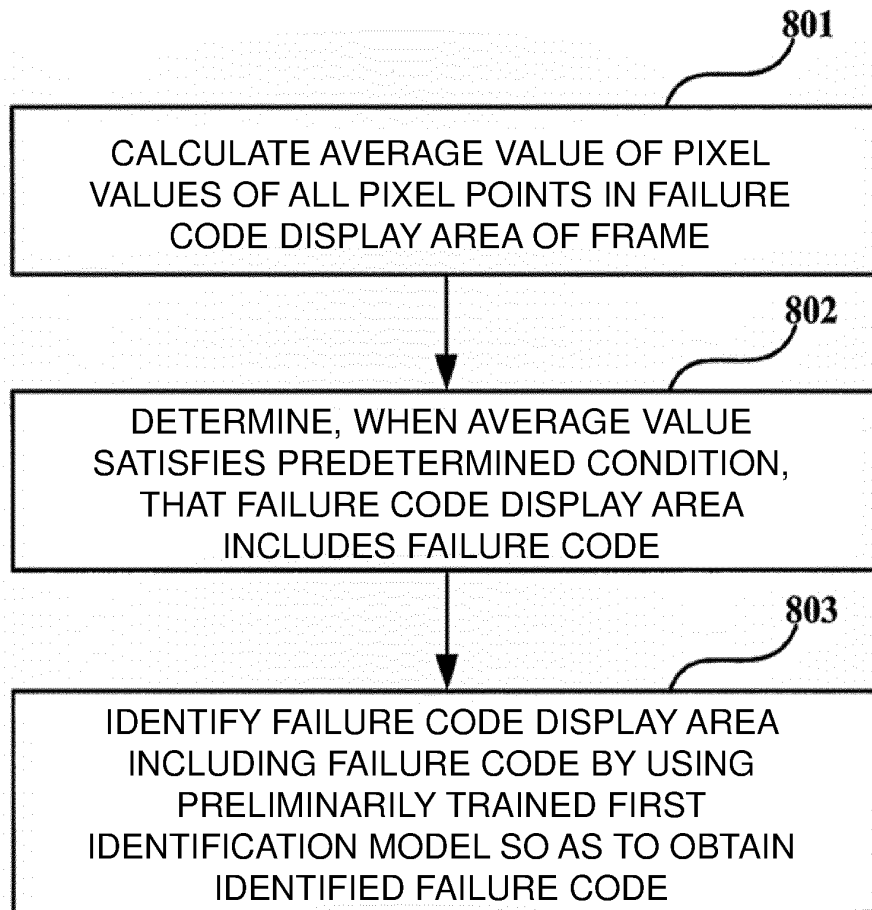 801
CALCULATE AVERAGE VALUE OF PIXEL
VALUES OF ALL PIXEL POINTS IN FAILURE
CODE DISPLAY AREA OF FRAME
802
DETERMINE, WHEN AVERAGE VALUE
SATISFIES PREDETERMINED CONDITION,
THAT FAILURE CODE DISPLAY AREA
INCLUDES FAILURE CODE
803
IDENTIFY FAILURE CODE DISPLAY AREA
INCLUDING FAILURE CODE BY USING
PRELIMINARILY TRAINED FIRST
IDENTIFICATION MODEL SO AS TO OBTAIN
IDENTIFIED FAILURE CODE